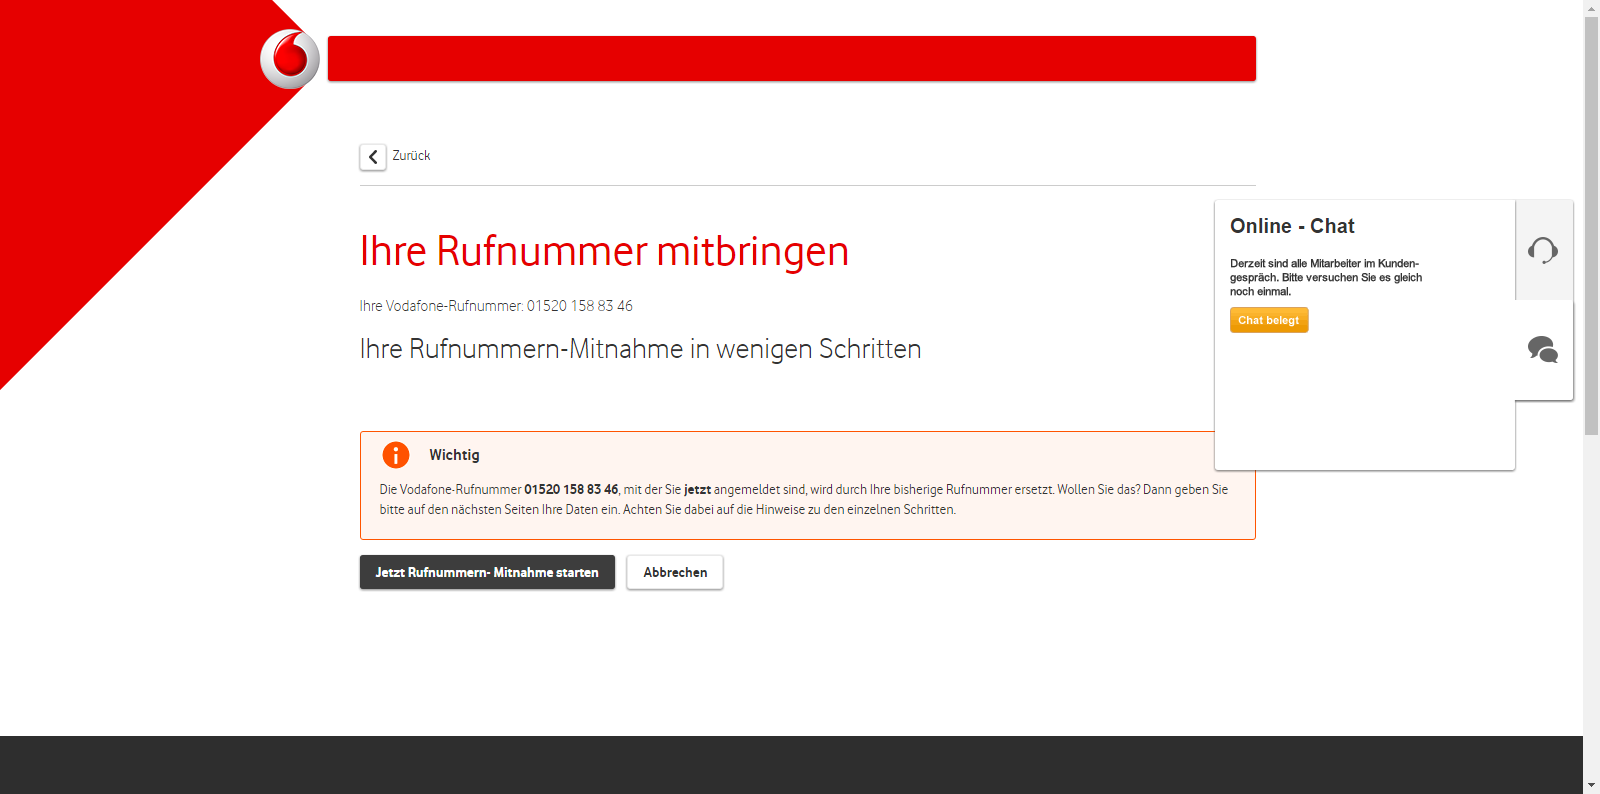 Zurück
Ihre Rufnummer mitbringen
Ihre Vodafone-Rufnummer: 01520 158 83 46
Ihre Rufnummern-Mitnahme in wenigen Schritten
Wichtig
Die Vodafone-Rufnummer 01520 158 83 46, mit der Sie jetzt angemeldet sind, wird durch Ihre bisherige Rufnummer ersetzt. Wollen Sie das? Dann geben Sie
bitte auf den nächsten Seiten Ihre Daten ein. Achten Sie dabei auf die Hinweise zu den einzelnen Schritten.
Jetzt Rufnummern- Mitnahme starten
Abbrechen
Online - Chat
Derzeit sind alle Mitarbeiter im Kunden-
gespräch. Bitte versuchen Sie es gleich
noch einmal.
Chat belegt